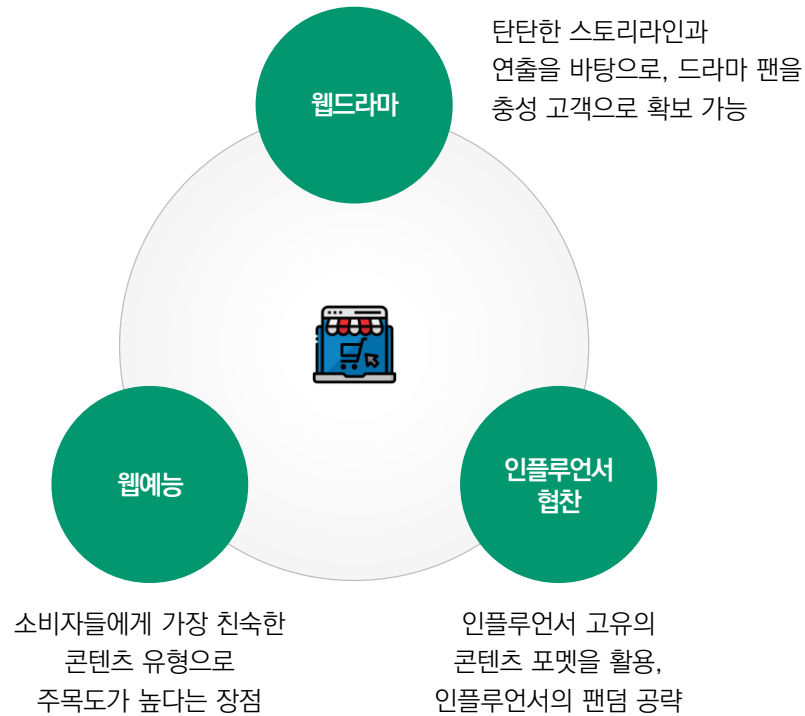 탄탄한 스토리라인과
연출을 바탕으로, 드라마 팬을
충성 고객으로 확보 가능
웹드라마
웹예능
인플루언서
협찬
소비자들에게 가장 친숙한
콘텐츠 유형으로
주목도가 높다는 장점
인플루언서 고유의
콘텐츠 포멧을 활용,
인플루언서의 팬덤 공략